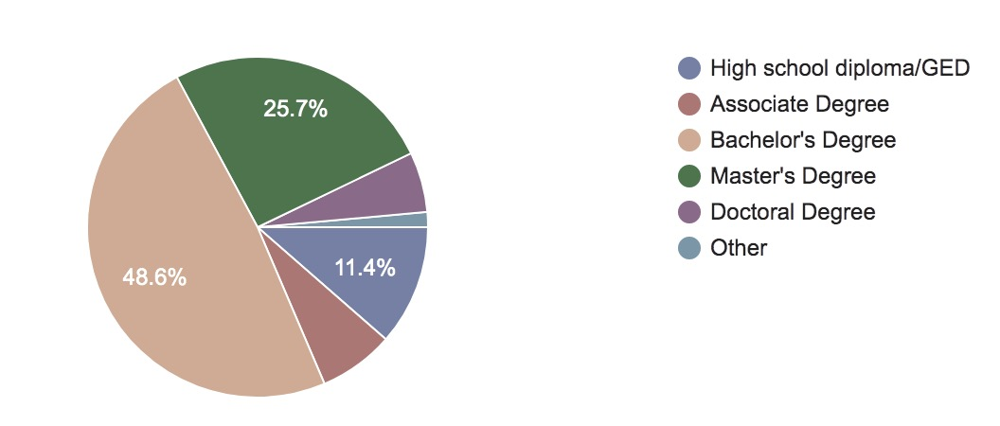 25.7%
48.6%
11.4%
High school diploma/GED
Associate Degree
Bachelor's Degree
Master's Degree
Doctoral Degree
Other